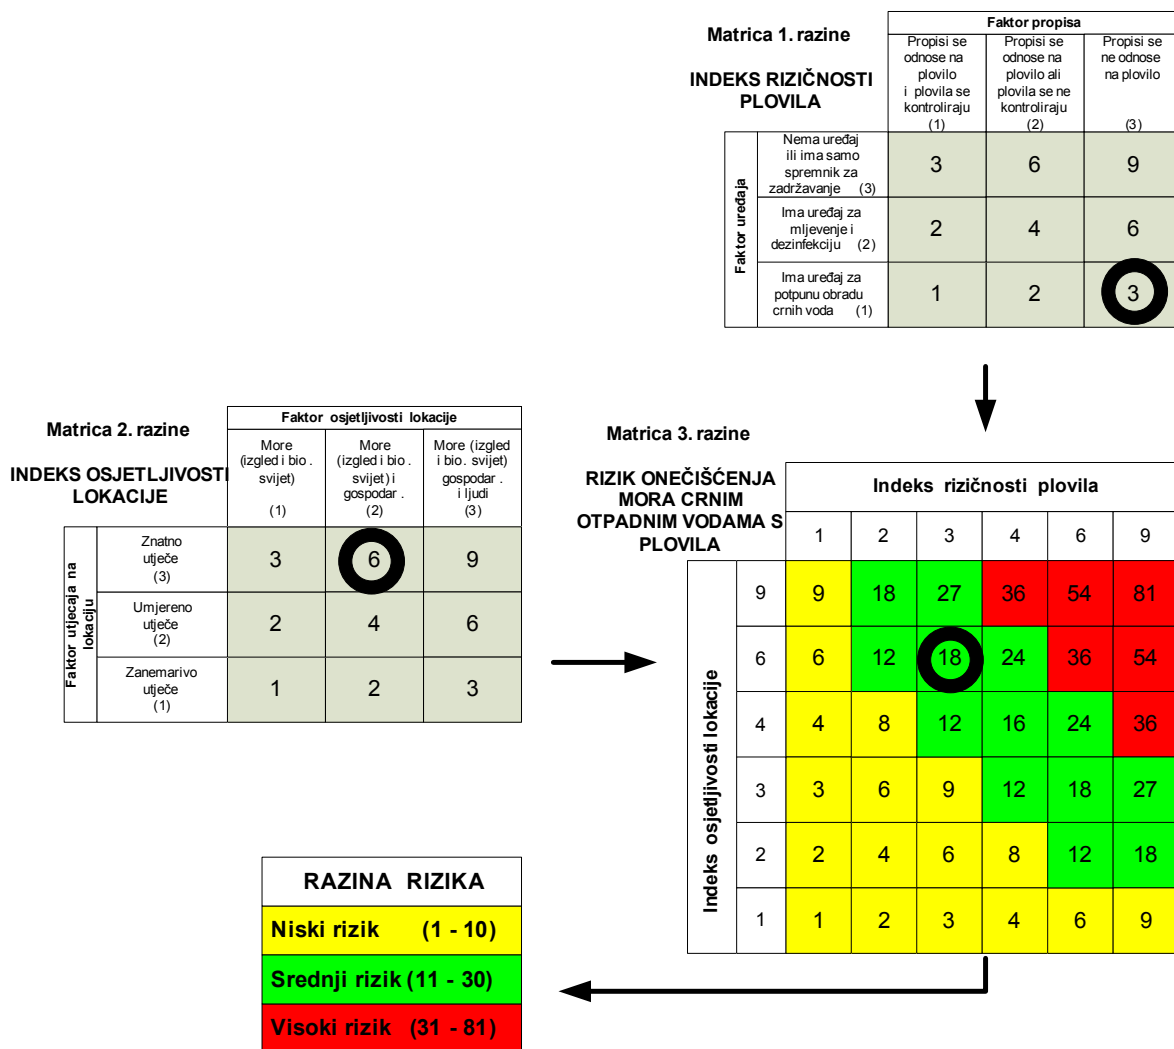 Matrica 1. razine
INDEKS RIZIČNOSTI
PLOVILA
Faktor propisa
Propisi se
odnose na
plovilo
i plovila se
kontroliraju
(1)
Propisi se
odnose na
plovilo ali
plovila se ne
kontroliraju
(2)
Propisi se
ne odnose
na plovilo
(3)
Faktor uređaja
Nema uređaj
ili ima samo
spremnik za
zadržavanje (3)
3 6 9
Ima uređaj za
mljevenje i
dezinfekciju (2)
2 4 6
Ima uređaj za
potpunu obradu
crnih voda (1)
1 2 3
Matrica 2. razine
INDEKS OSJETLJIVOSTI
LOKACIJE
Faktor osjetljivosti lokacije
More
(izgled i bio .
svijet)
(1)
More
(izgled i bio .
svijet) i
gospodar .
(2)
More (izgled
i bio. svijet)
gospodar .
i ljudi
(3)
Faktor utjecaja na
lokaciju
Znatno
utječe
(3)
3 6 9
Umjereno
utječe
(2)
2 4 6
Zanemarivo
utječe
(1)
1 2 3
Matrica 3. razine
RIZIK ONEČIŠĆENJA
MORA CRNIM
OTPADNIM VODAMA S
PLOVILA
Indeks rizičnosti plovila
1 2 3 4 6 9
Indeks osjetljivosti lokacije
9 9 18 27 36 54 81
6 6 12 18 24 36 54
4 4 8 12 16 24 36
3 3 6 9 12 18 27
2 2 4 6 8 12 18
1 1 2 3 4 6 9
RAZINA RIZIKA
Niski rizik (1 - 10)
Srednji rizik (11 - 30)
Visoki rizik (31 - 81)